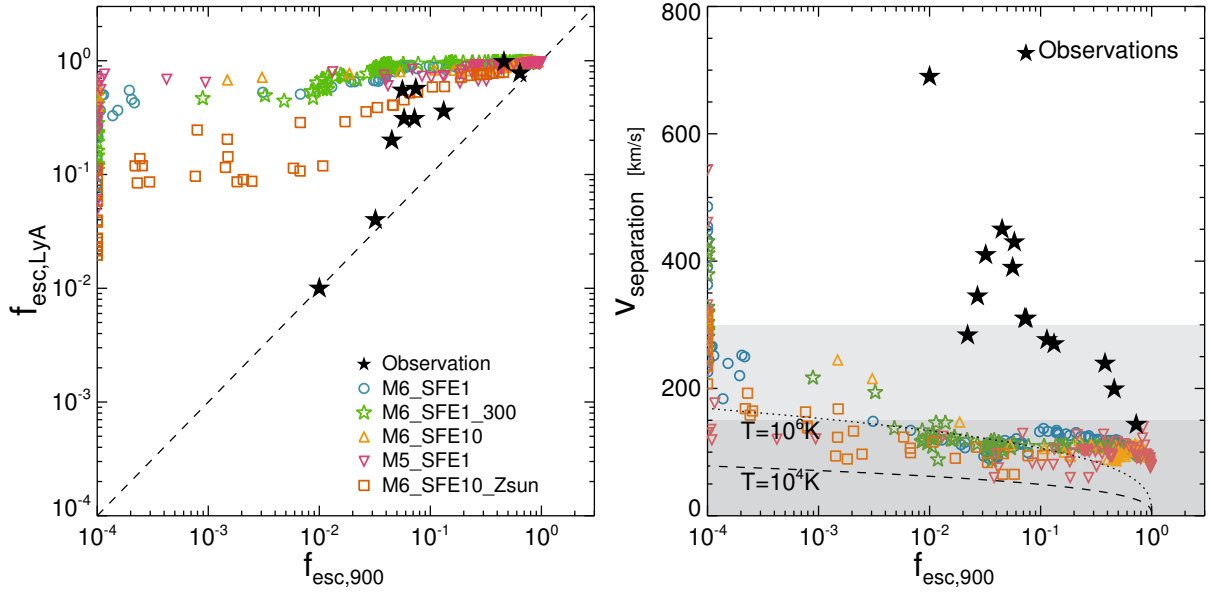 f_esc,LyA
10^0
10^-1
10^-2
10^-3
10^-4
10^-4 10^-3 10^-2 10^-1 10^0
f_esc,900
Observation
M6_SFE1
M6_SFE1_300
M6_SFE10
M5_SFE1
M6_SFE10_Zsun
v_separation [km/s]
800
600
400
200
0
Observations
T=10^6K
T=10^4K
10^-4 10^-3 10^-2 10^-1 10^0
f_esc,900